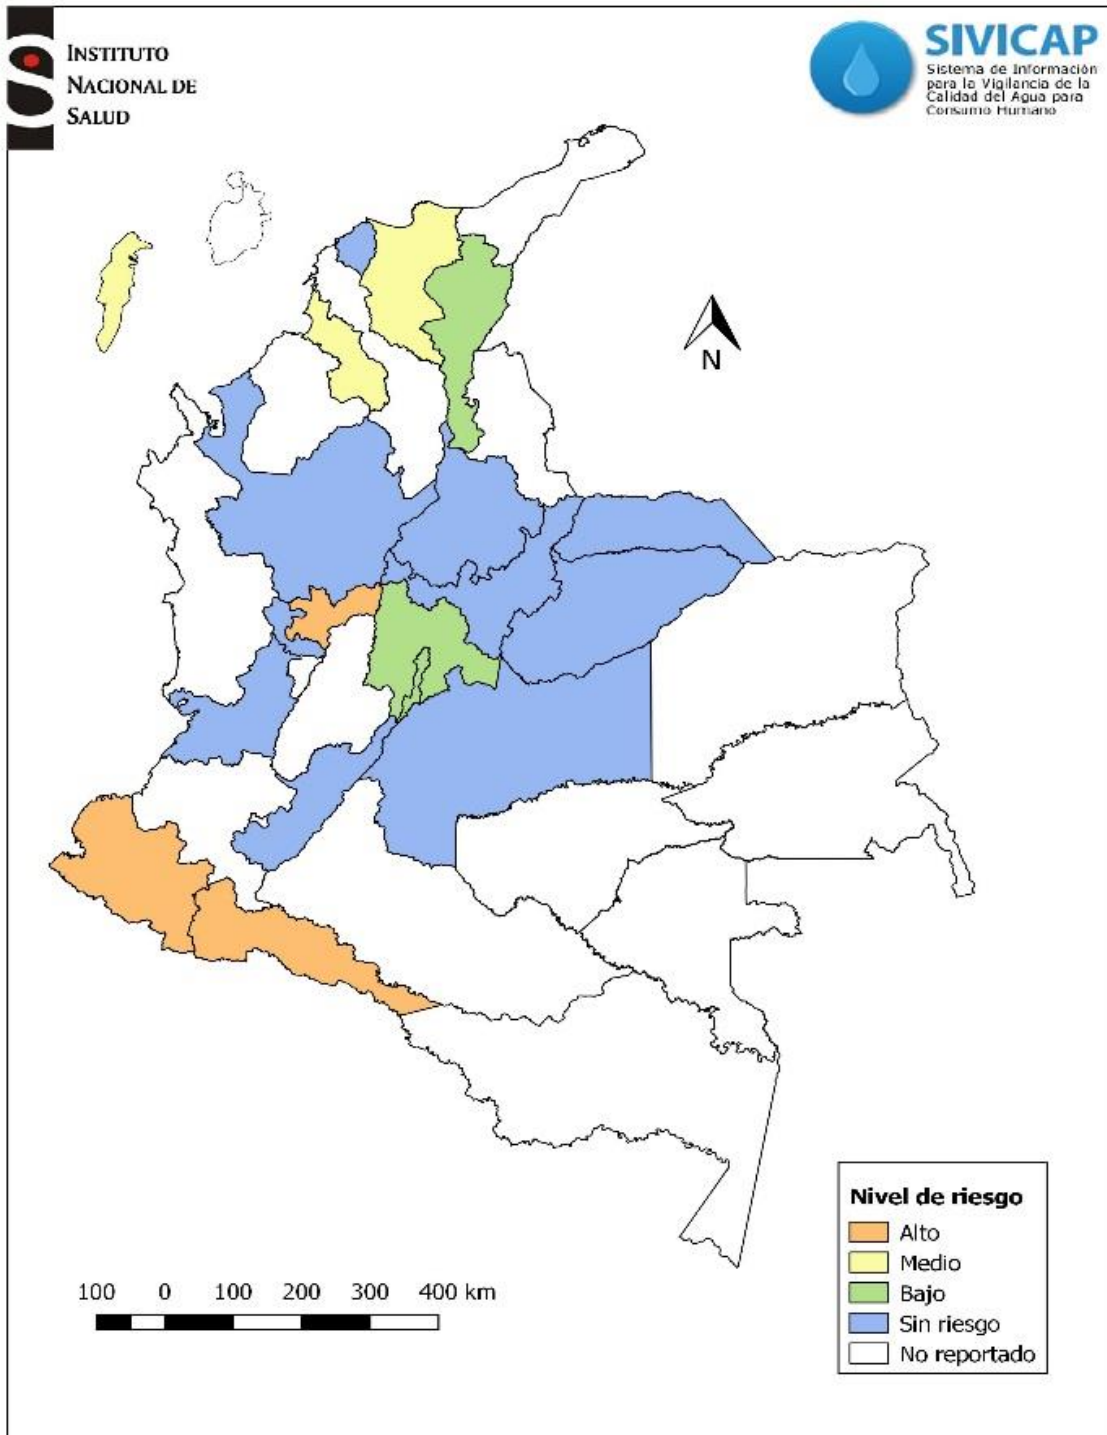 INSTITUTO
NACIONAL DE
SALUD
SIVICAP
Sistema de Información
para la Vigilancia de la
Calidad del Agua para
Consumo Humano
N
Nivel de riesgo
Alto
Medio
Bajo
Sin riesgo
No reportado
100 0 100 200 300 400 km